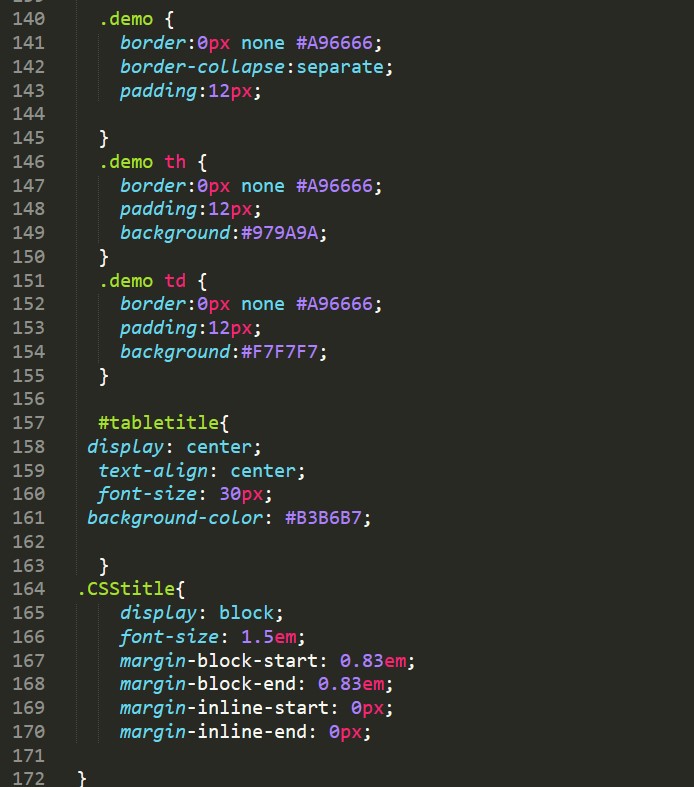 140 .demo {
141 border:0px none #A96666;
142 border-collapse:separate;
143 padding:12px;
144
145 }
146 .demo th {
147 border:0px none #A96666;
148 padding:12px;
149 background:#979A9A;
150 }
151 .demo td {
152 border:0px none #A96666;
153 padding:12px;
154 background:#F7F7F7;
155 }
156
157 #tabletitle{
158 display: center;
159 text-align: center;
160 font-size: 30px;
161 background-color: #B3B6B7;
162
163 }
164 .CSStitle{
165 display: block;
166 font-size: 1.5em;
167 margin-block-start: 0.83em;
168 margin-block-end: 0.83em;
169 margin-inline-start: 0px;
170 margin-inline-end: 0px;
171
172 }